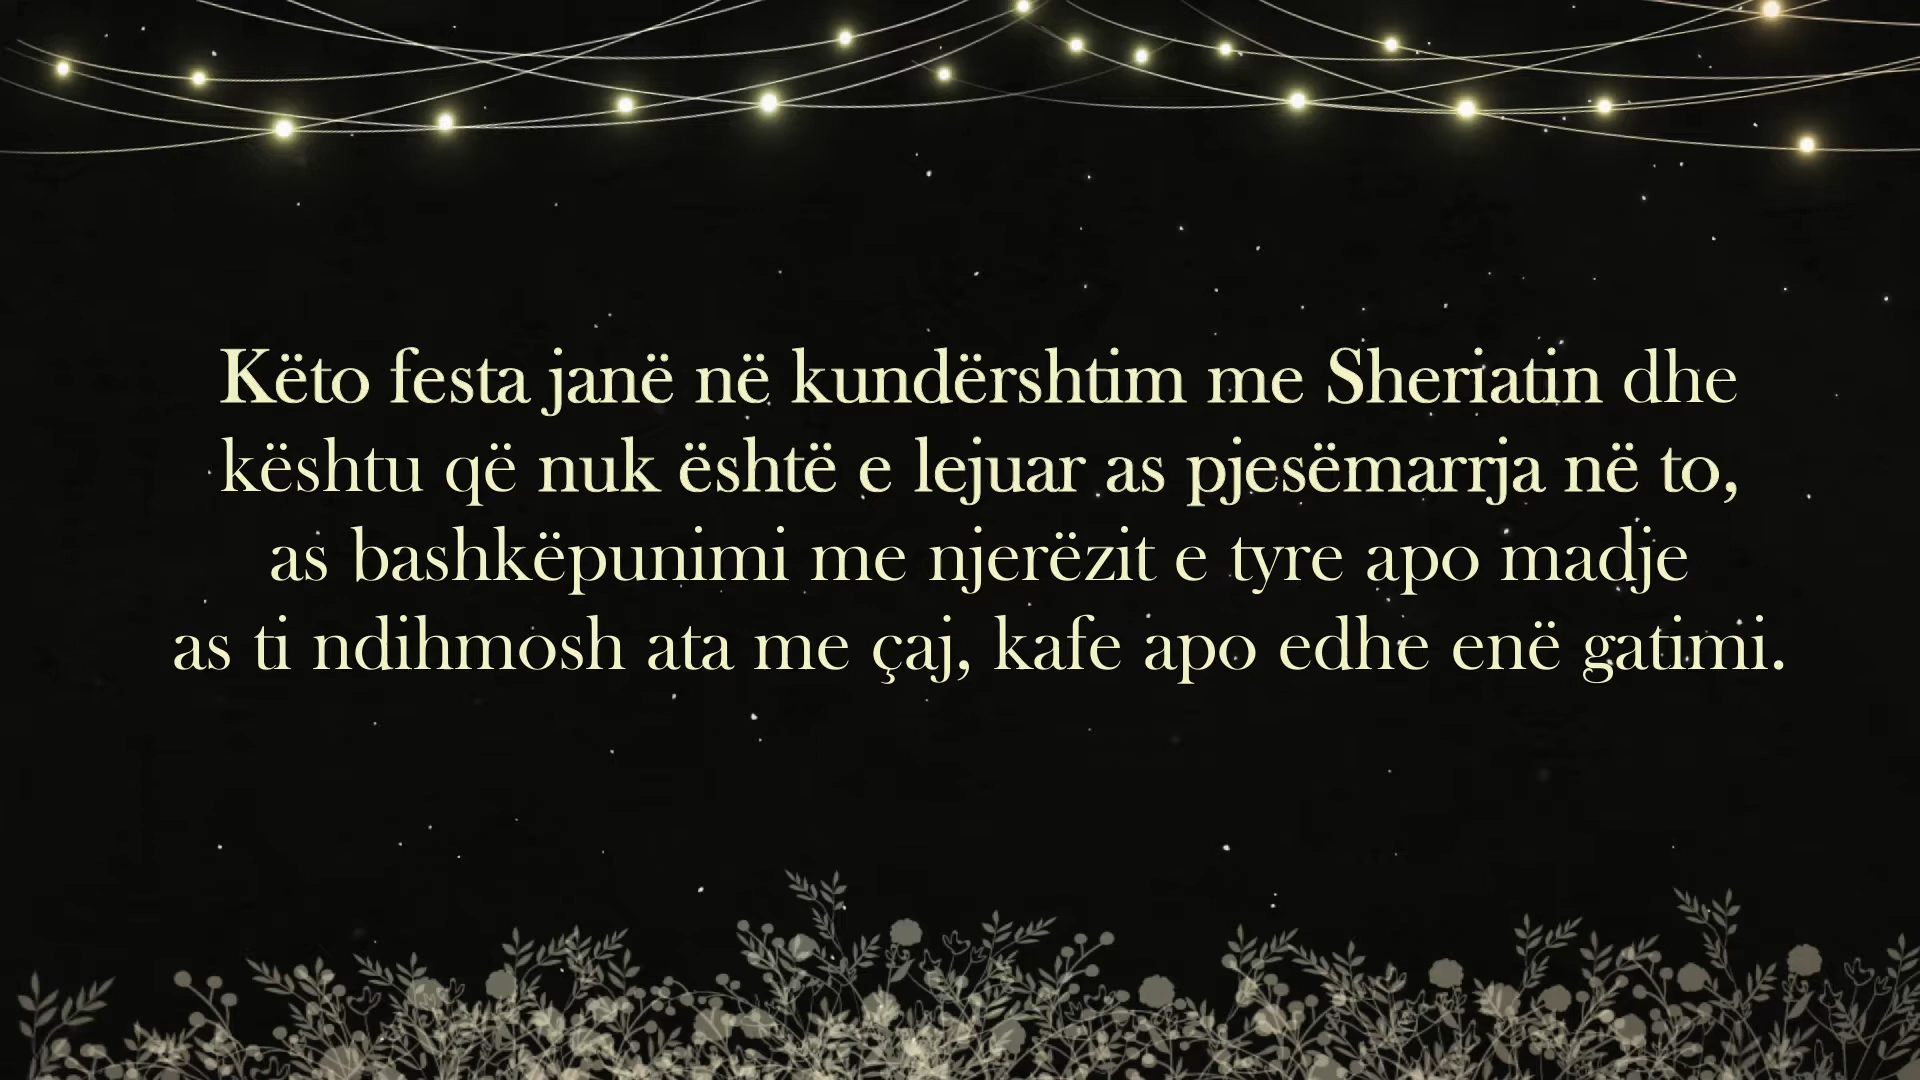 Këto festa janë në kundërshtim me Sheriatin dhe
kështu që nuk është e lejuar as pjesëmarrja në to,
as bashkëpunimi me njerëzit e tyre apo madje
as ti ndihmosh ata me çaj, kafe apo edhe enë gatimi.